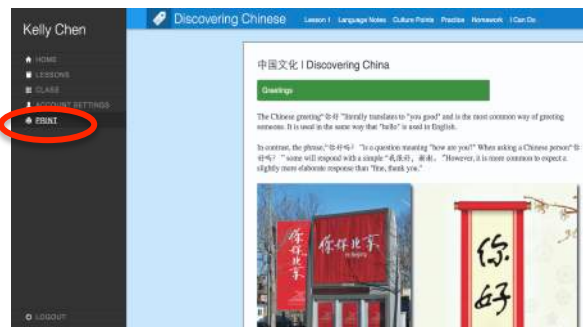 Kelly Chen
HOME
LESSONS
CLASS
ACCOUNT SETTINGS
PRINT
LOGOUT
Discovering Chinese
Lesson 1 Language Notes Culture Points Practice Homework I Can Do
中国文化 | Discovering China
Greetings
The Chinese greeting“你好 ”literally translates to "you good" and is the most common way of greeting
someone. It is used in the same way that "hello" is used in English.
In contrast, the phrase,“你好吗? ”is a question meaning "how are you?" When asking a Chinese person“你
好吗? ” some will respond with a simple “我很好，谢谢。”However, it is more common to expect a
slightly more elaborate response than "fine, thank you."
你好北京
你好北京
Hi Beijing
你好